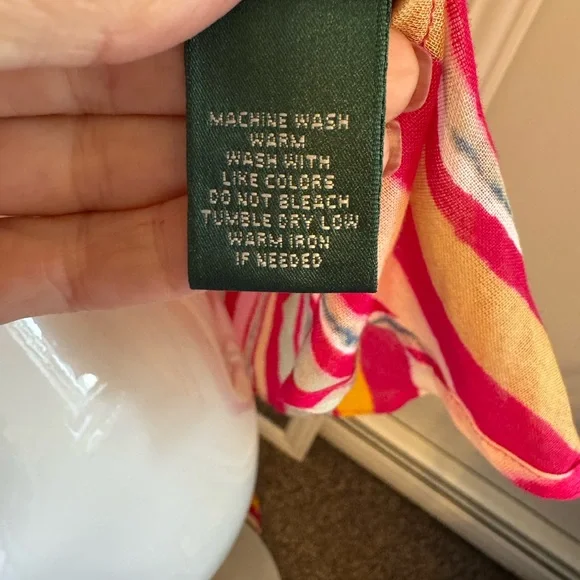 MACHINE WASH
WARM
WASH WITH
LIKE COLORS
DO NOT BLEACH
TUMBLE DRY LOW
WARM IRON
IF NEEDED